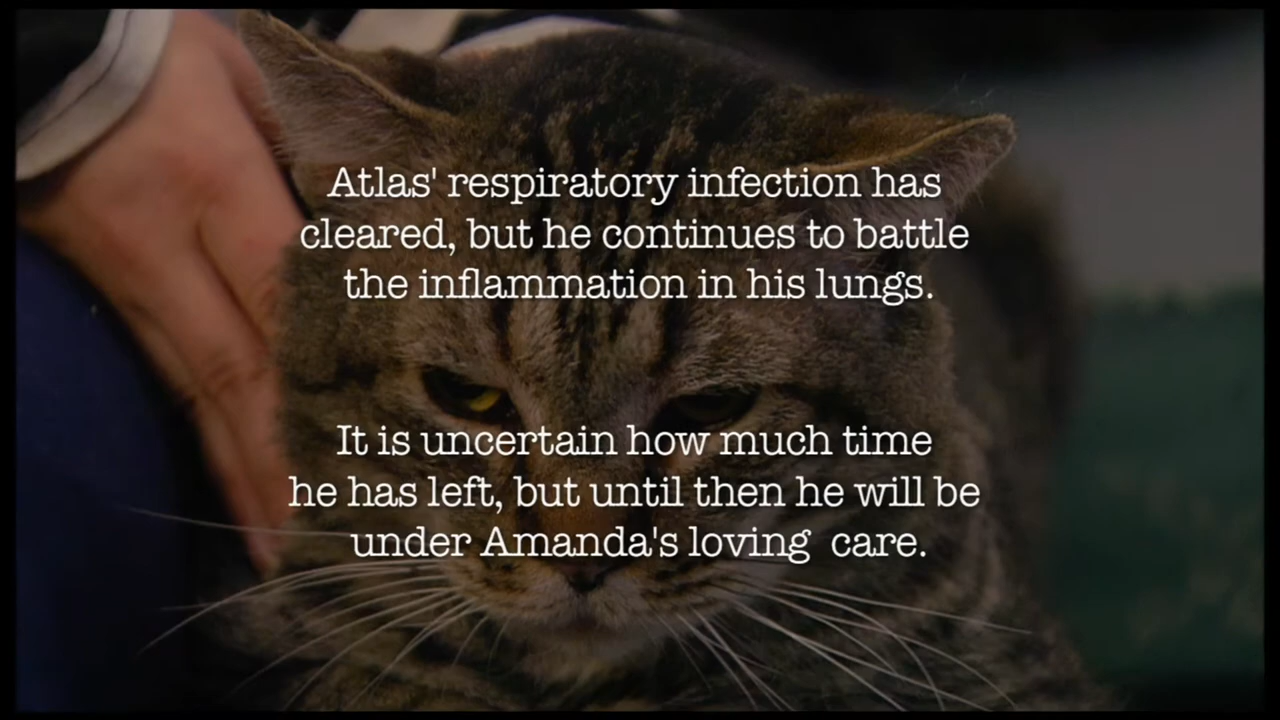 Atlas' respiratory infection has
cleared, but he continues to battle
the inflammation in his lungs.
It is uncertain how much time
he has left, but until then he will be
under Amanda's loving  care.